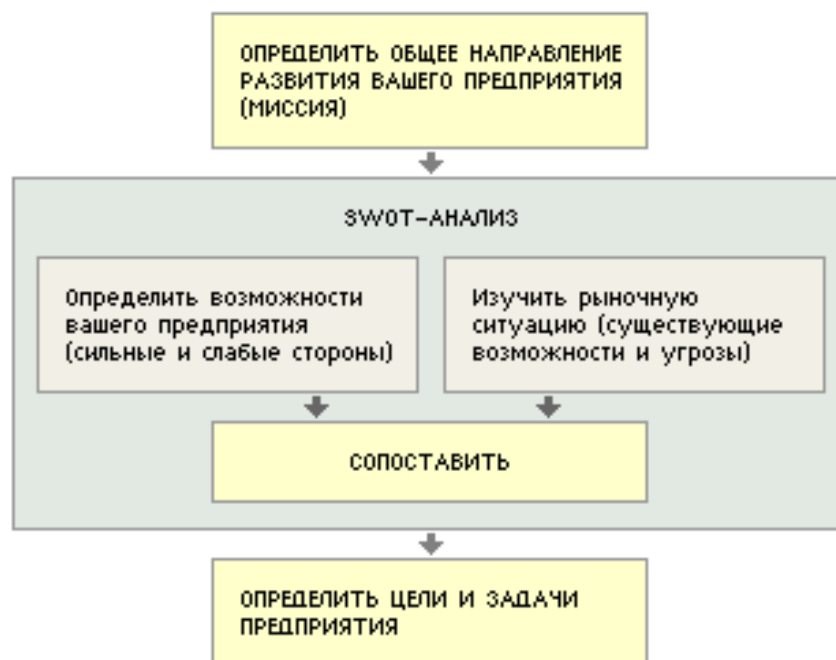 ОПРЕДЕЛИТЬ ОБЩЕЕ НАПРАВЛЕНИЕ
РАЗВИТИЯ ВАШЕГО ПРЕДПРИЯТИЯ
(МИССИЯ)
SWOT-АНАЛИЗ
Определить возможности
вашего предприятия
(сильные и слабые стороны)
Изучить рыночную
ситуацию (существующие
возможности и угрозы)
СОПОСТАВИТЬ
ОПРЕДЕЛИТЬ ЦЕЛИ И ЗАДАЧИ
ПРЕДПРИЯТИЯ